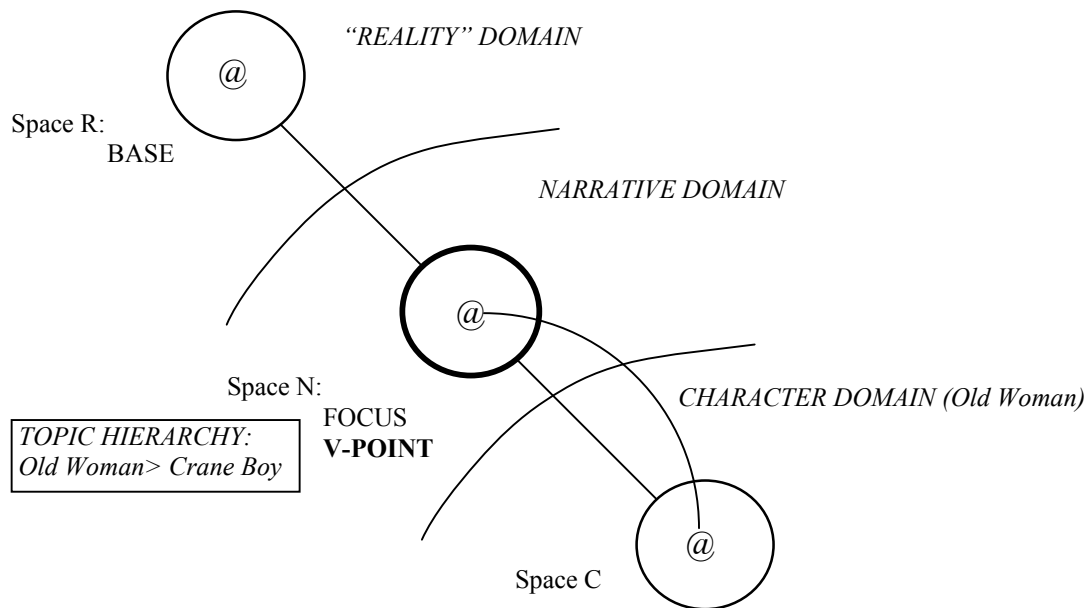 “REALITY” DOMAIN
@
Space R:
BASE
NARRATIVE DOMAIN
@
Space N:
FOCUS
V-POINT
CHARACTER DOMAIN (Old Woman)
TOPIC HIERARCHY:
Old Woman> Crane Boy
@
Space C